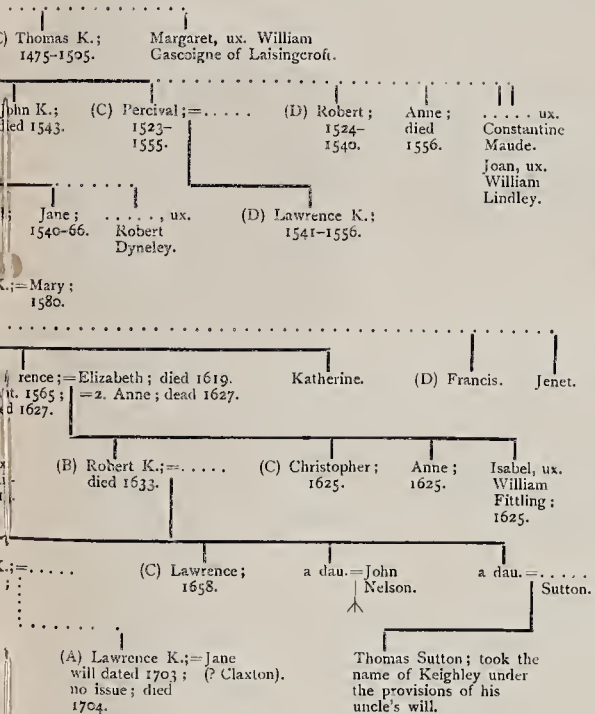 C) Thomas K.;
1475–1505.
Margaret, ux. William
Gascoigne of Laisingcroft.
John K.;
died 1543.
(C) Percival;=.....
1523–
1555.
(D) Robert;
1524–
1540.
Anne;
died
1556.
..... ux.
Constantine
Maude.
Joan, ux.
William
Lindley.
Jane;
1540–66.
....., ux.
Robert
Dyneley.
(D) Lawrence K.;
1541–1556.
K.;=Mary;
1580.
rence;=Elizabeth; died 1619.
nt. 1565; =2. Anne; dead 1627.
d 1627.
Katherine.
(D) Francis.
Jenet.
(B) Robert K.;=.....
died 1633.
(C) Christopher;
1625.
Anne;
1625.
Isabel, ux.
William
Fittling;
1625.
K.;=.....
(C) Lawrence;
1658.
a dau.=John
Nelson.
a dau.=.....
Sutton.
(A) Lawrence K.;=Jane
will dated 1703; (? Claxton).
no issue; died
1704.
Thomas Sutton; took the
name of Keighley under
the provisions of his
uncle's will.